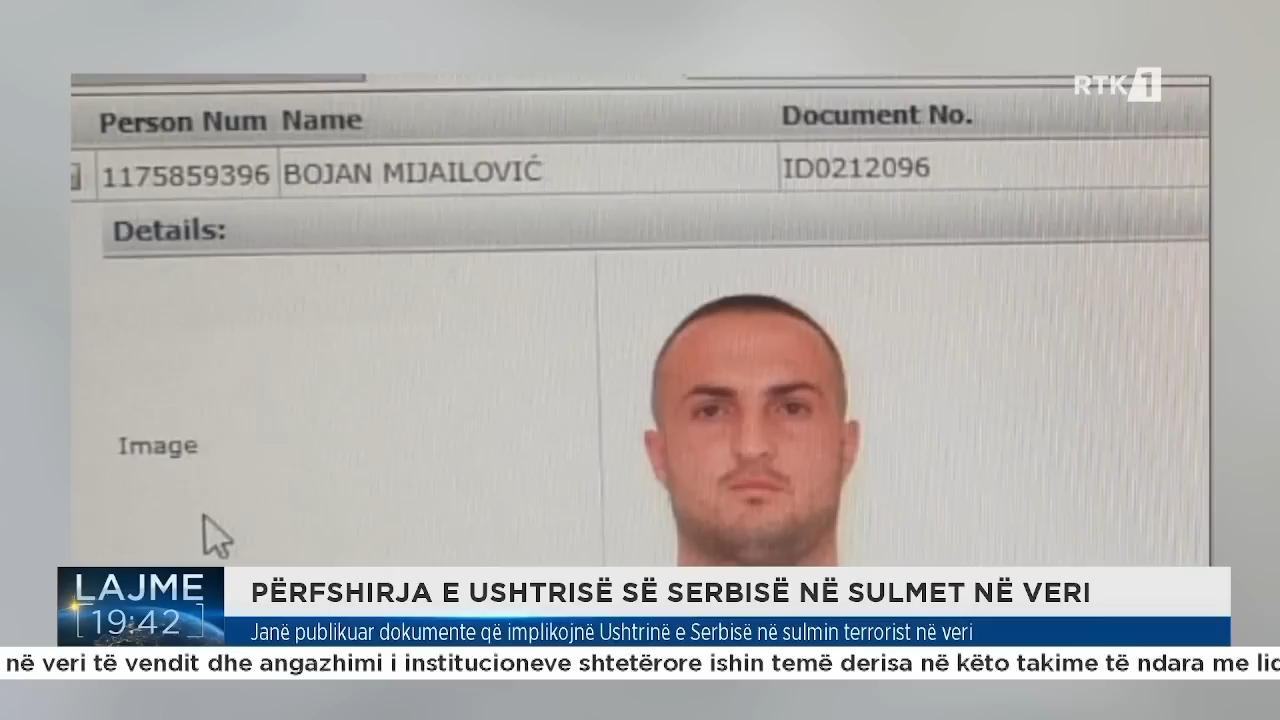 RTK 1
Person Num Name Document No.
1175859396 BOJAN MIJAILOVIĆ ID0212096
Details:
Image
LAJME
19:42
PËRFSHIRJA E USHTRISË SË SERBISË NË SULMET NË VERI
Janë publikuar dokumente që implikojnë Ushtrinë e Serbisë në sulmin terrorist në veri
në veri të vendit dhe angazhimi i institucioneve shtetërore ishin temë derisa në këto takime të ndara me